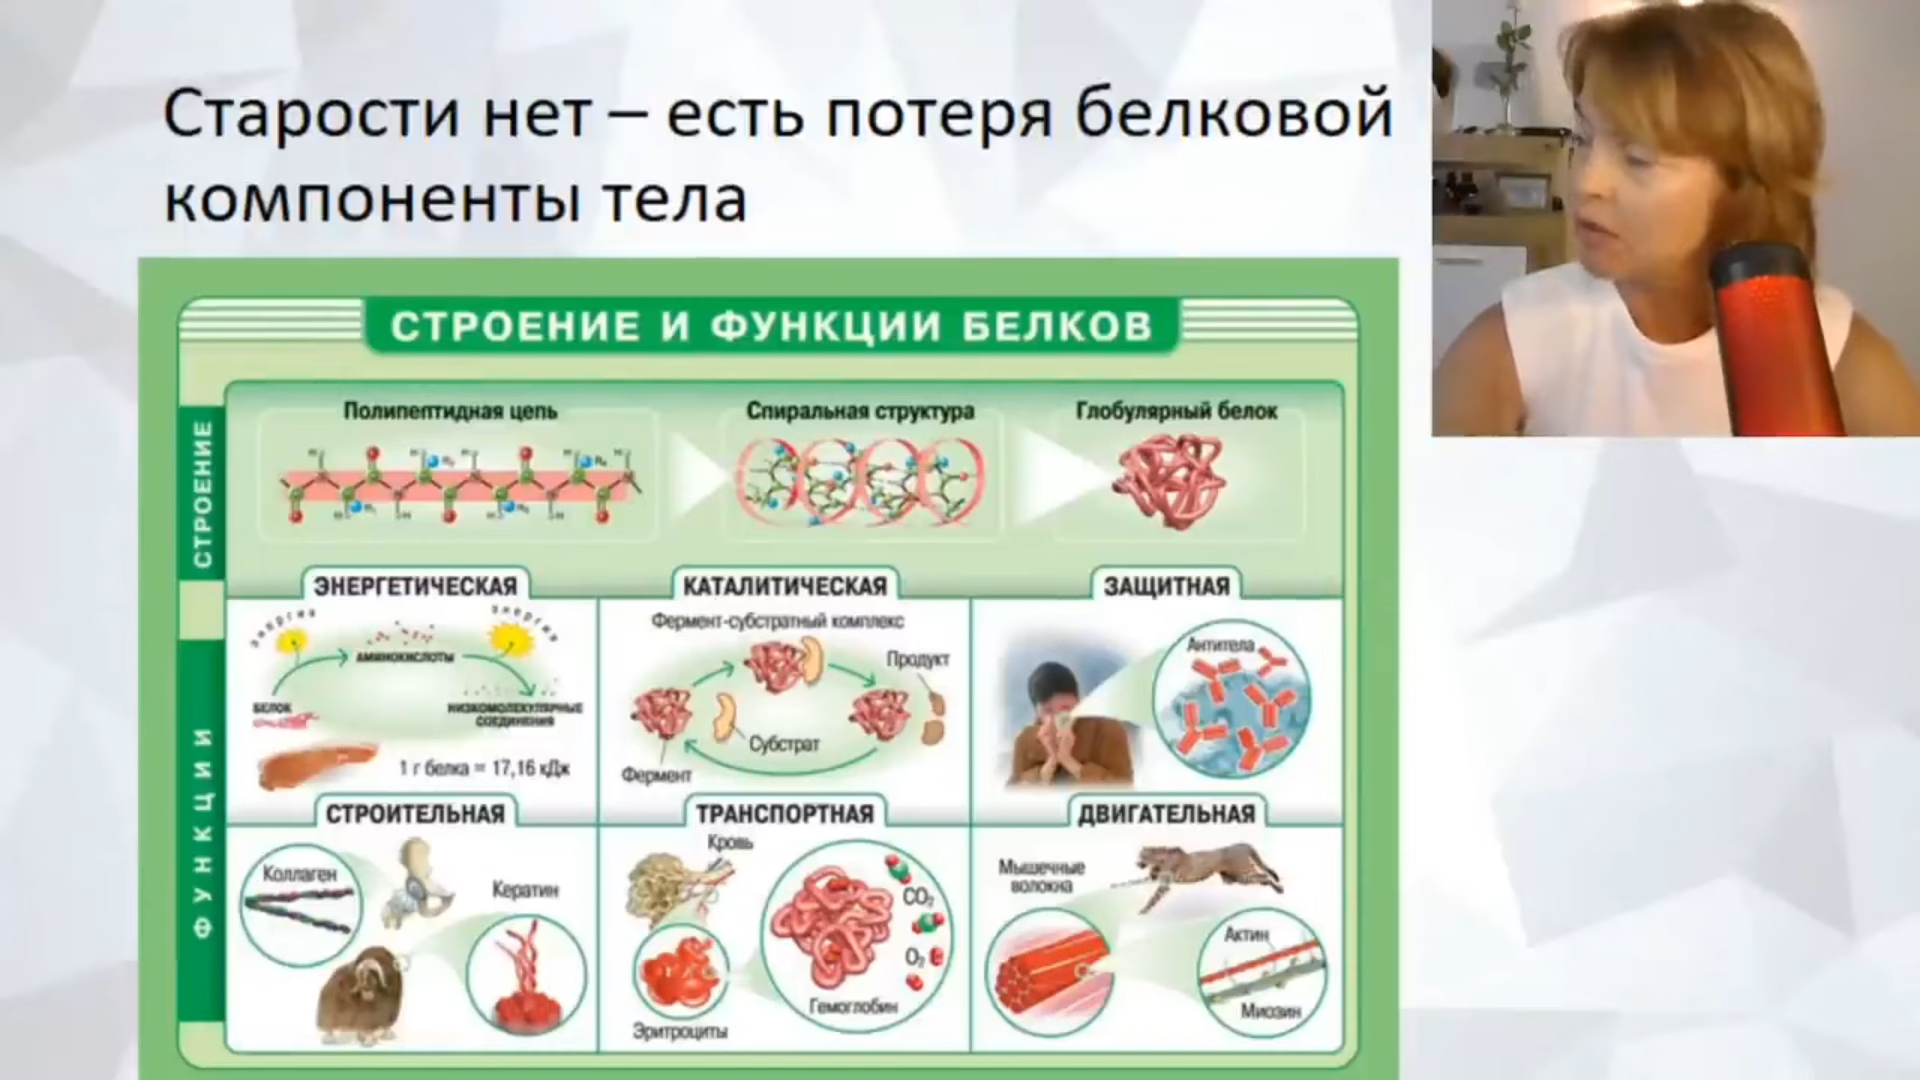 Старости нет – есть потеря белковой
компоненты тела
СТРОЕНИЕ И ФУНКЦИИ БЕЛКОВ
СТРОЕНИЕ
Полипептидная цепь
Спиральная структура
Глобулярный белок
ФУНКЦИИ
ЭНЕРГЕТИЧЕСКАЯ
энергия
энергия
АМИНОКИСЛОТЫ
БЕЛОК
НИЗКОМОЛЕКУЛЯРНЫЕ
СОЕДИНЕНИЯ
1 г белка = 17,16 кДж
КАТАЛИТИЧЕСКАЯ
Фермент-субстратный комплекс
Продукт
Субстрат
Фермент
ЗАЩИТНАЯ
Антитела
СТРОИТЕЛЬНАЯ
Коллаген
Кератин
ТРАНСПОРТНАЯ
Кровь
CO₂
O₂
Гемоглобин
Эритроциты
ДВИГАТЕЛЬНАЯ
Мышечные
волокна
Актин
Миозин